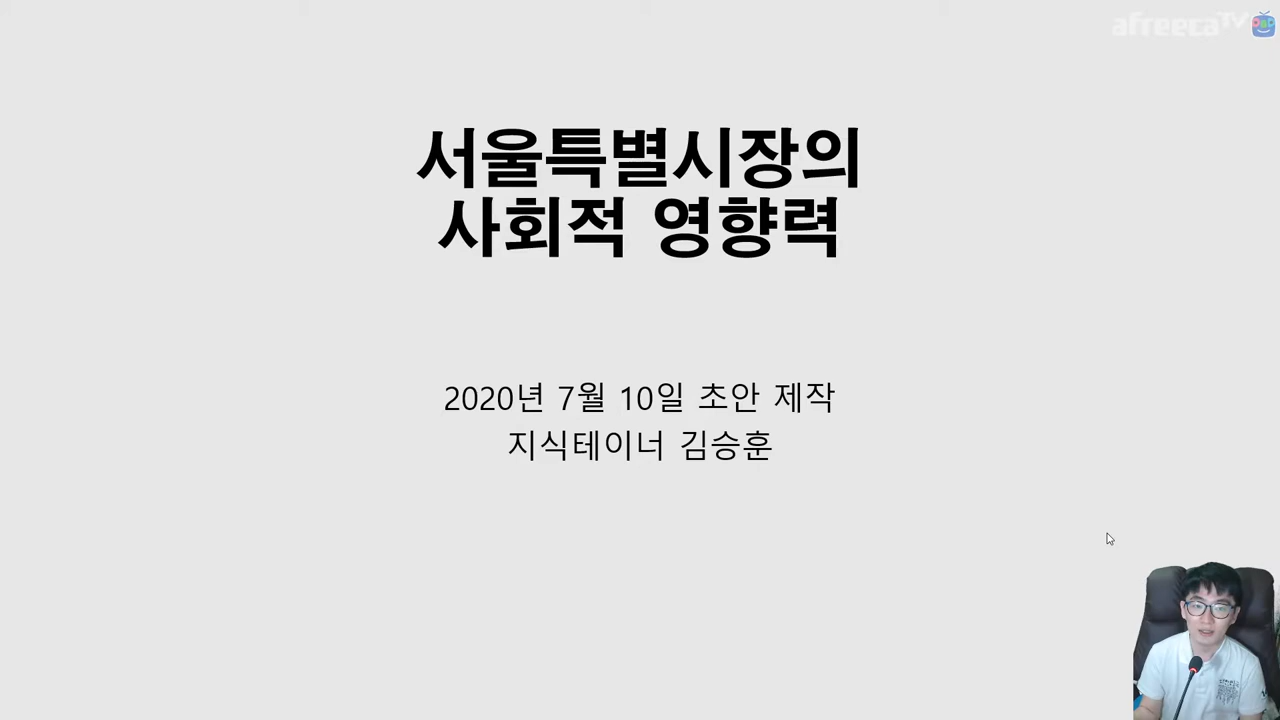 afreecaTV
서울특별시장의
사회적 영향력
2020년 7월 10일 초안 제작
지식테이너 김승훈